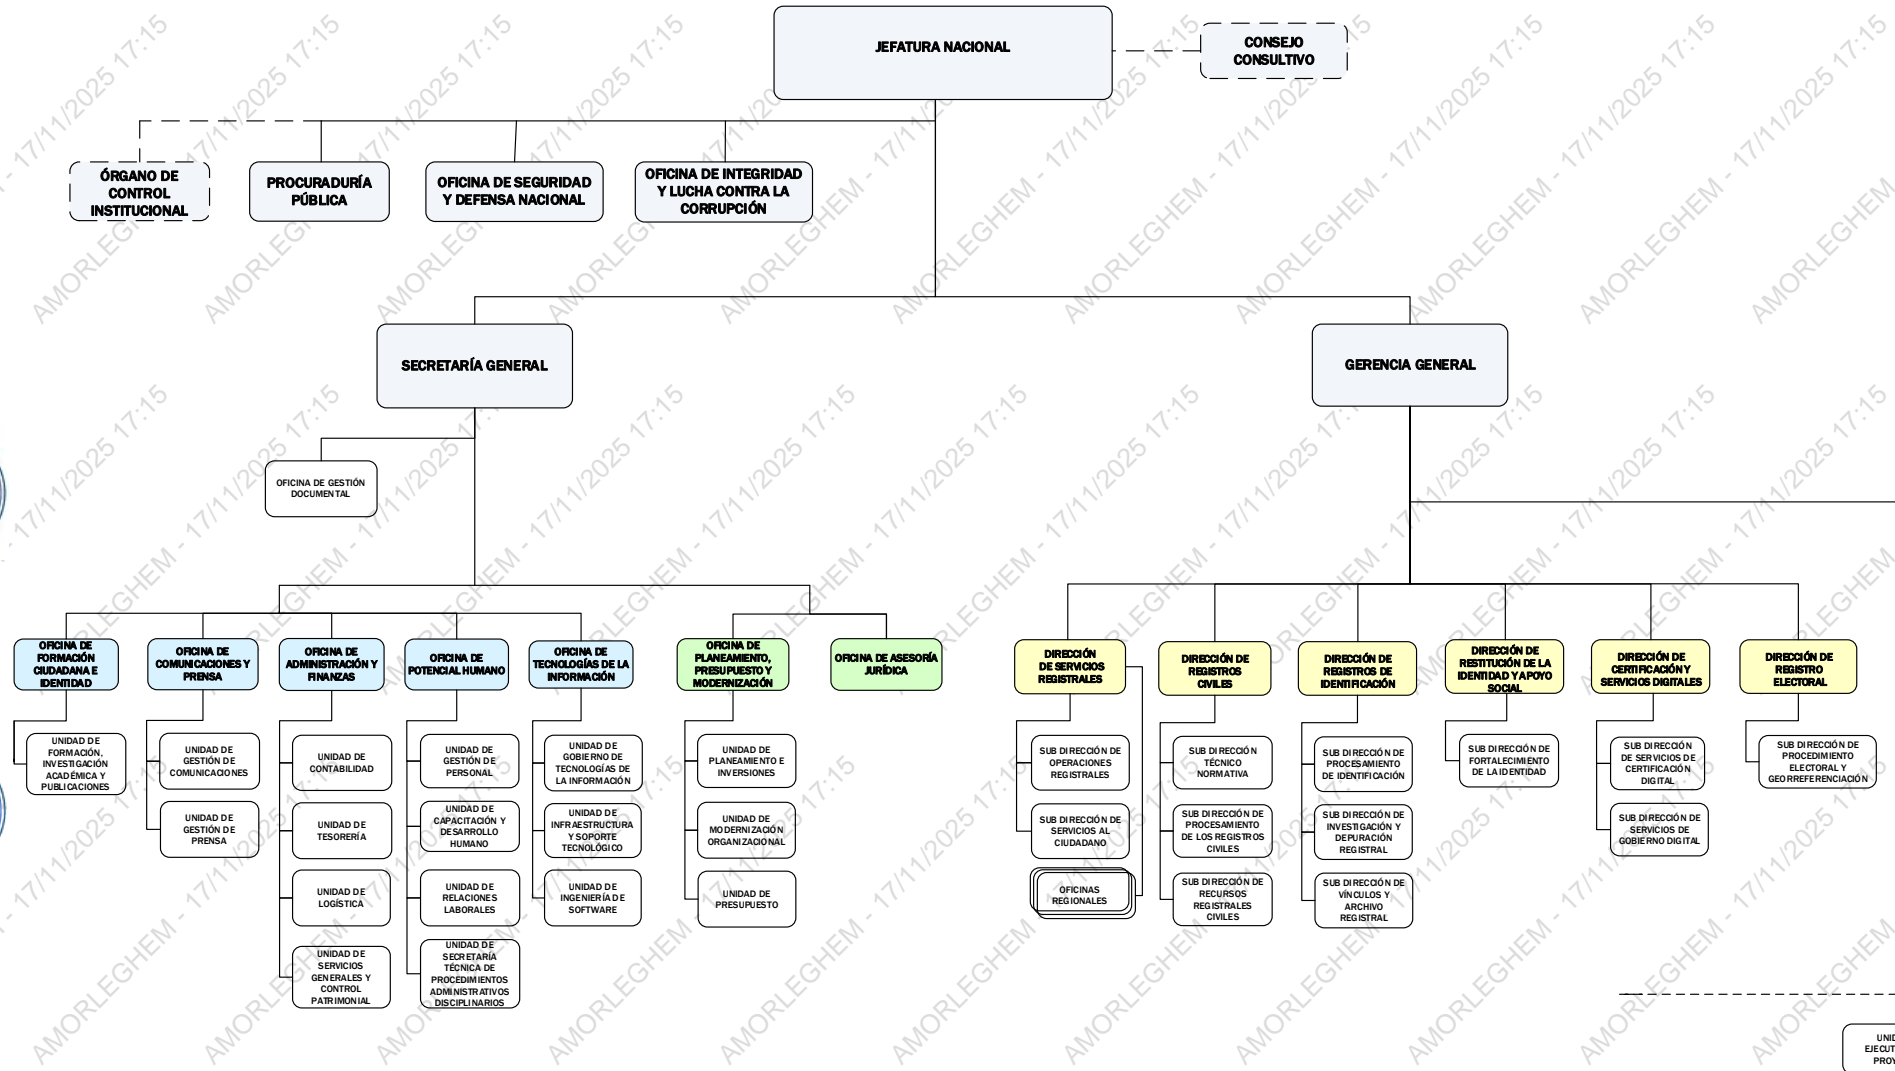 JEFATURA NACIONAL
CONSEJO
CONSULTIVO
ÓRGANO DE
CONTROL
INSTITUCIONAL
PROCURADURÍA
PÚBLICA
OFICINA DE SEGURIDAD
Y DEFENSA NACIONAL
OFICINA DE INTEGRIDAD
Y LUCHA CONTRA LA
CORRUPCIÓN
SECRETARÍA GENERAL
GERENCIA GENERAL
OFICINA DE GESTIÓN
DOCUMENTAL
OFICINA DE
FORMACIÓN
CIUDADANA E
IDENTIDAD
OFICINA DE
COMUNICACIONES Y
PRENSA
OFICINA DE
ADMINISTRACIÓN Y
FINANZAS
OFICINA DE
POTENCIAL HUMANO
OFICINA DE
TECNOLOGÍAS DE LA
INFORMACIÓN
OFICINA DE
PLANEAMIENTO,
PRESUPUESTO Y
MODERNIZACIÓN
OFICINA DE ASESORÍA
JURÍDICA
DIRECCIÓN
DE SERVICIOS
REGISTRALES
DIRECCIÓN DE
REGISTROS
CIVILES
DIRECCIÓN DE
REGISTROS DE
IDENTIFICACIÓN
DIRECCIÓN DE
RESTITUCIÓN DE LA
IDENTIDAD Y APOYO
SOCIAL
DIRECCIÓN DE
CERTIFICACIÓN Y
SERVICIOS DIGITALES
DIRECCIÓN DE
REGISTRO
ELECTORAL
UNIDAD DE
FORMACIÓN,
INVESTIGACIÓN
ACADÉMICA Y
PUBLICACIONES
UNIDAD DE
GESTIÓN DE
COMUNICACIONES
UNIDAD DE
GESTIÓN DE
PRENSA
UNIDAD DE
CONTABILIDAD
UNIDAD DE
TESORERÍA
UNIDAD DE
LOGÍSTICA
UNIDAD DE
SERVICIOS
GENERALES Y
CONTROL
PATRIMONIAL
UNIDAD DE
GESTIÓN DE
PERSONAL
UNIDAD DE
CAPACITACIÓN Y
DESARROLLO
HUMANO
UNIDAD DE
RELACIONES
LABORALES
UNIDAD DE
SECRETARÍA
TÉCNICA DE
PROCEDIMIENTOS
ADMINISTRATIVOS
DISCIPLINARIOS
UNIDAD DE
GOBIERNO DE
TECNOLOGÍAS DE
LA INFORMACIÓN
UNIDAD DE
INFRAESTRUCTURA
Y SOPORTE
TECNOLÓGICO
UNIDAD DE
INGENIERÍA DE
SOFTWARE
UNIDAD DE
PLANEAMIENTO E
INVERSIONES
UNIDAD DE
MODERNIZACIÓN
ORGANIZACIONAL
UNIDAD DE
PRESUPUESTO
SUB DIRECCIÓN DE
OPERACIONES
REGISTRALES
SUB DIRECCIÓN DE
SERVICIOS AL
CIUDADANO
OFICINAS
REGIONALES
SUB DIRECCIÓN
TÉCNICO
NORMATIVA
SUB DIRECCIÓN DE
PROCESAMIENTO
DE LOS REGISTROS
CIVILES
SUB DIRECCIÓN DE
RECURSOS
REGISTRALES
CIVILES
SUB DIRECCIÓN DE
PROCESAMIENTO
DE IDENTIFICACIÓN
SUB DIRECCIÓN DE
INVESTIGACIÓN Y
DEPURACIÓN
REGISTRAL
SUB DIRECCIÓN DE
VÍNCULOS Y
ARCHIVO
REGISTRAL
SUB DIRECCIÓN DE
FORTALECIMIENTO
DE LA IDENTIDAD
SUB DIRECCIÓN
DE SERVICIOS DE
CERTIFICACIÓN
DIGITAL
SUB DIRECCIÓN DE
SERVICIOS DE
GOBIERNO DIGITAL
SUB DIRECCIÓN DE
PROCEDIMIENTO
ELECTORAL Y
GEORREFERENCIACIÓN
UNI
EJECUT
PROY
AMORLEGHEM - 17/11/2025 17:15